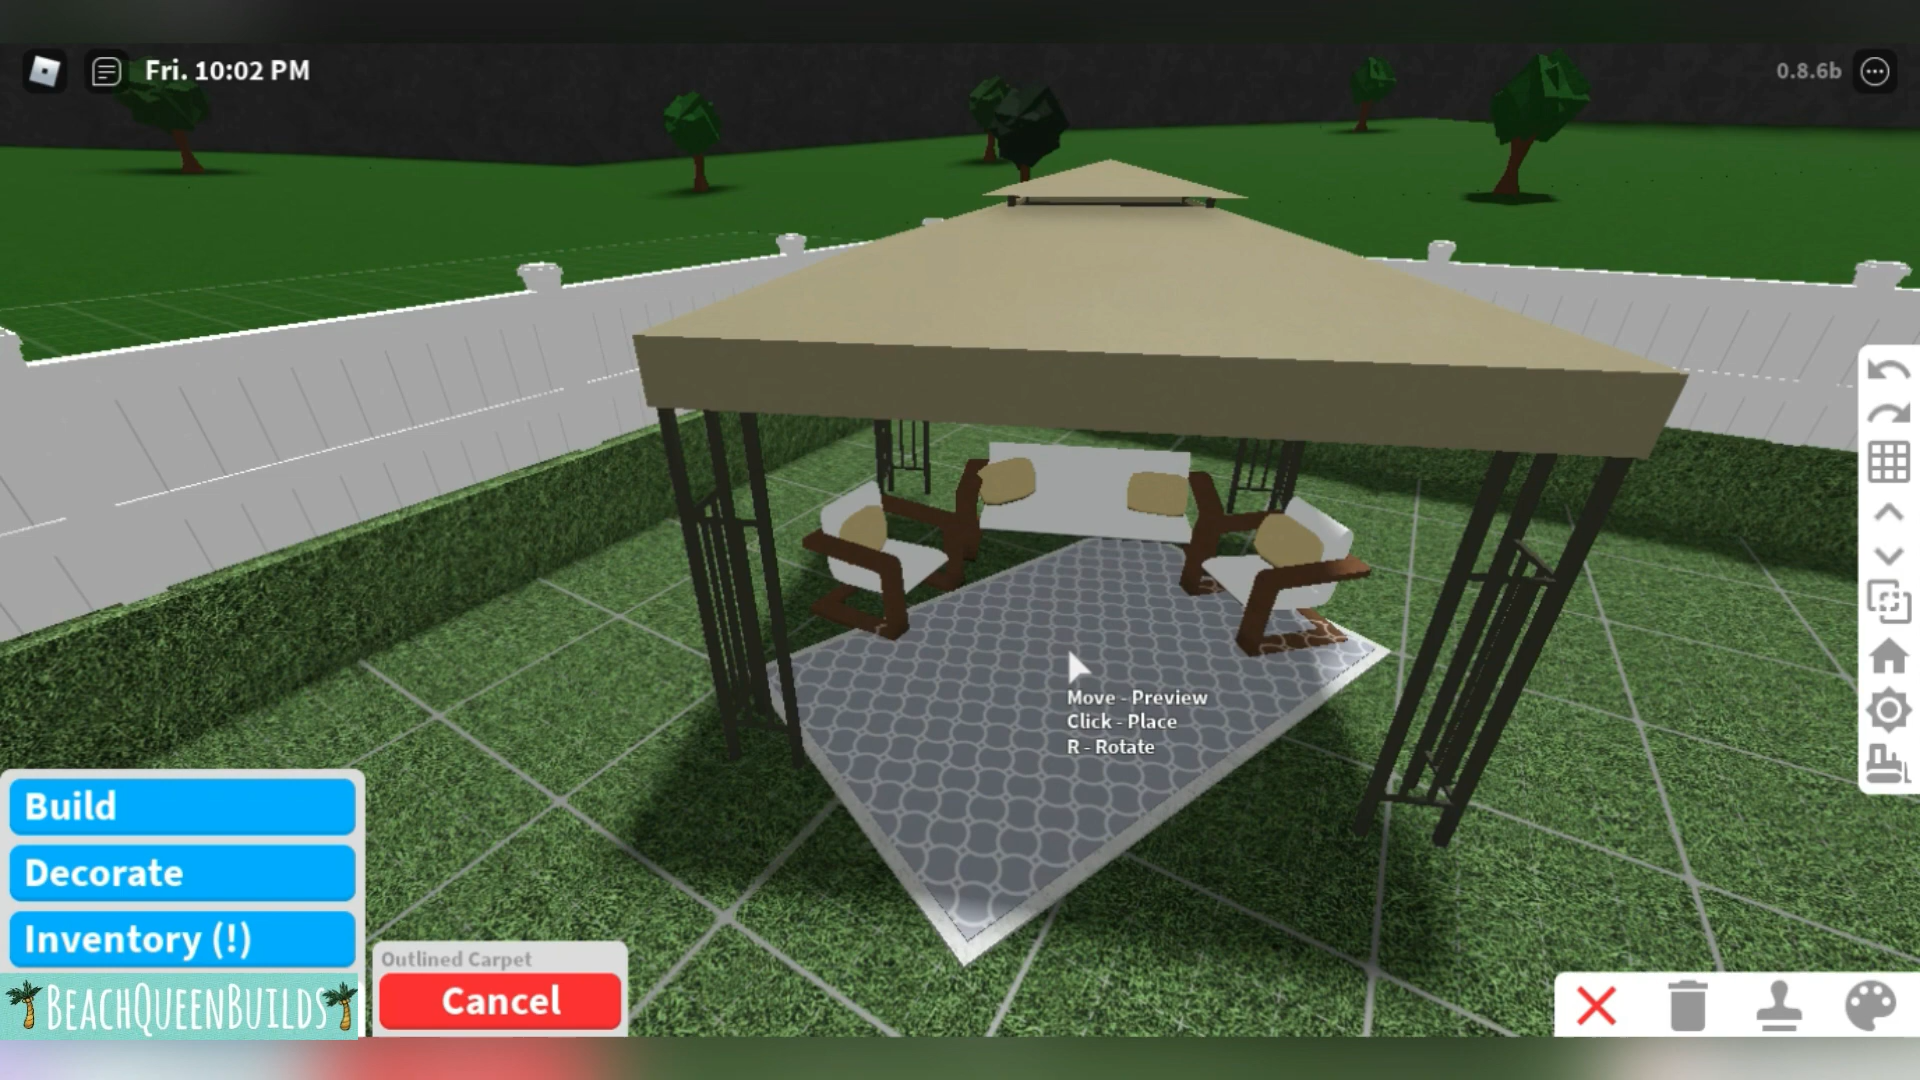 Fri. 10:02 PM
0.8.6b
Move - Preview
Click - Place
R - Rotate
Build
Decorate
Inventory (!)
Outlined Carpet
Cancel
BEACHQUEENBUILDS